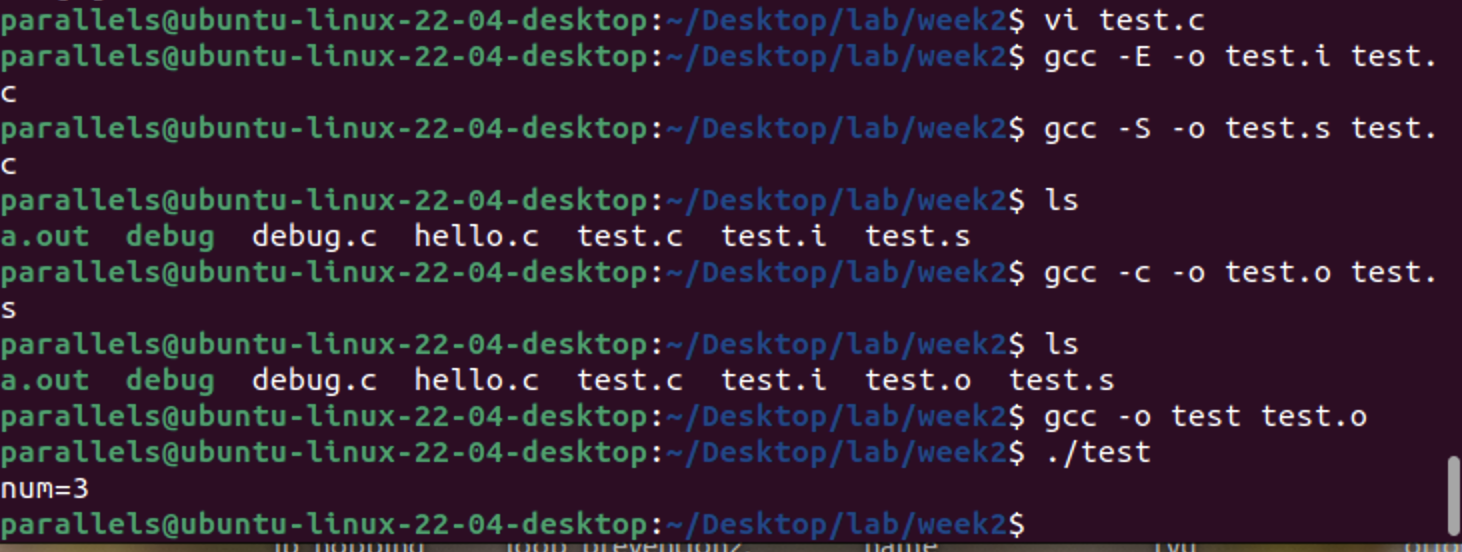 parallels@ubuntu-linux-22-04-desktop:~/Desktop/lab/week2$ vi test.c
parallels@ubuntu-linux-22-04-desktop:~/Desktop/lab/week2$ gcc -E -o test.i test.
c
parallels@ubuntu-linux-22-04-desktop:~/Desktop/lab/week2$ gcc -S -o test.s test.
c
parallels@ubuntu-linux-22-04-desktop:~/Desktop/lab/week2$ ls
a.out  debug  debug.c  hello.c  test.c  test.i  test.s
parallels@ubuntu-linux-22-04-desktop:~/Desktop/lab/week2$ gcc -c -o test.o test.
s
parallels@ubuntu-linux-22-04-desktop:~/Desktop/lab/week2$ ls
a.out  debug  debug.c  hello.c  test.c  test.i  test.o  test.s
parallels@ubuntu-linux-22-04-desktop:~/Desktop/lab/week2$ gcc -o test test.o
parallels@ubuntu-linux-22-04-desktop:~/Desktop/lab/week2$ ./test
num=3
parallels@ubuntu-linux-22-04-desktop:~/Desktop/lab/week2$